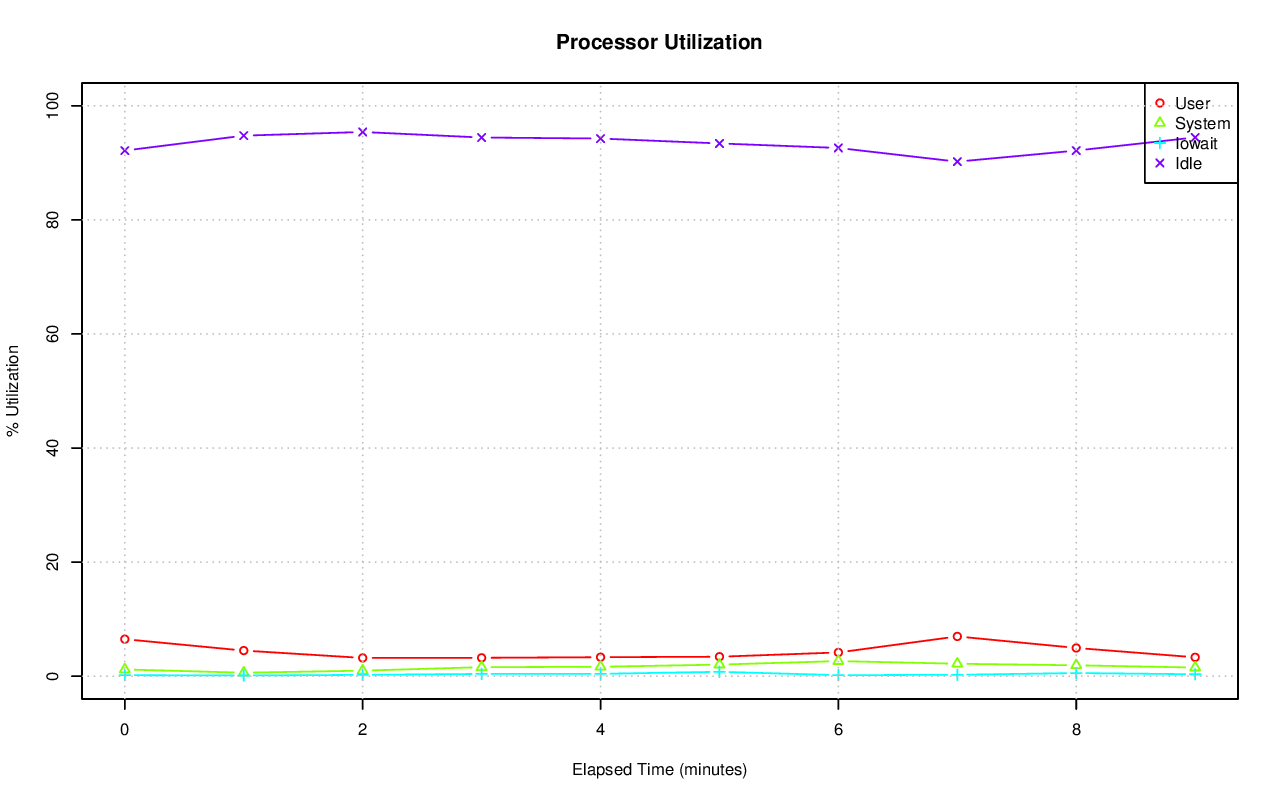 Processor Utilization
100
80
60
40
20
0
% Utilization
User
System
Iowait
Idle
0 2 4 6 8
Elapsed Time (minutes)